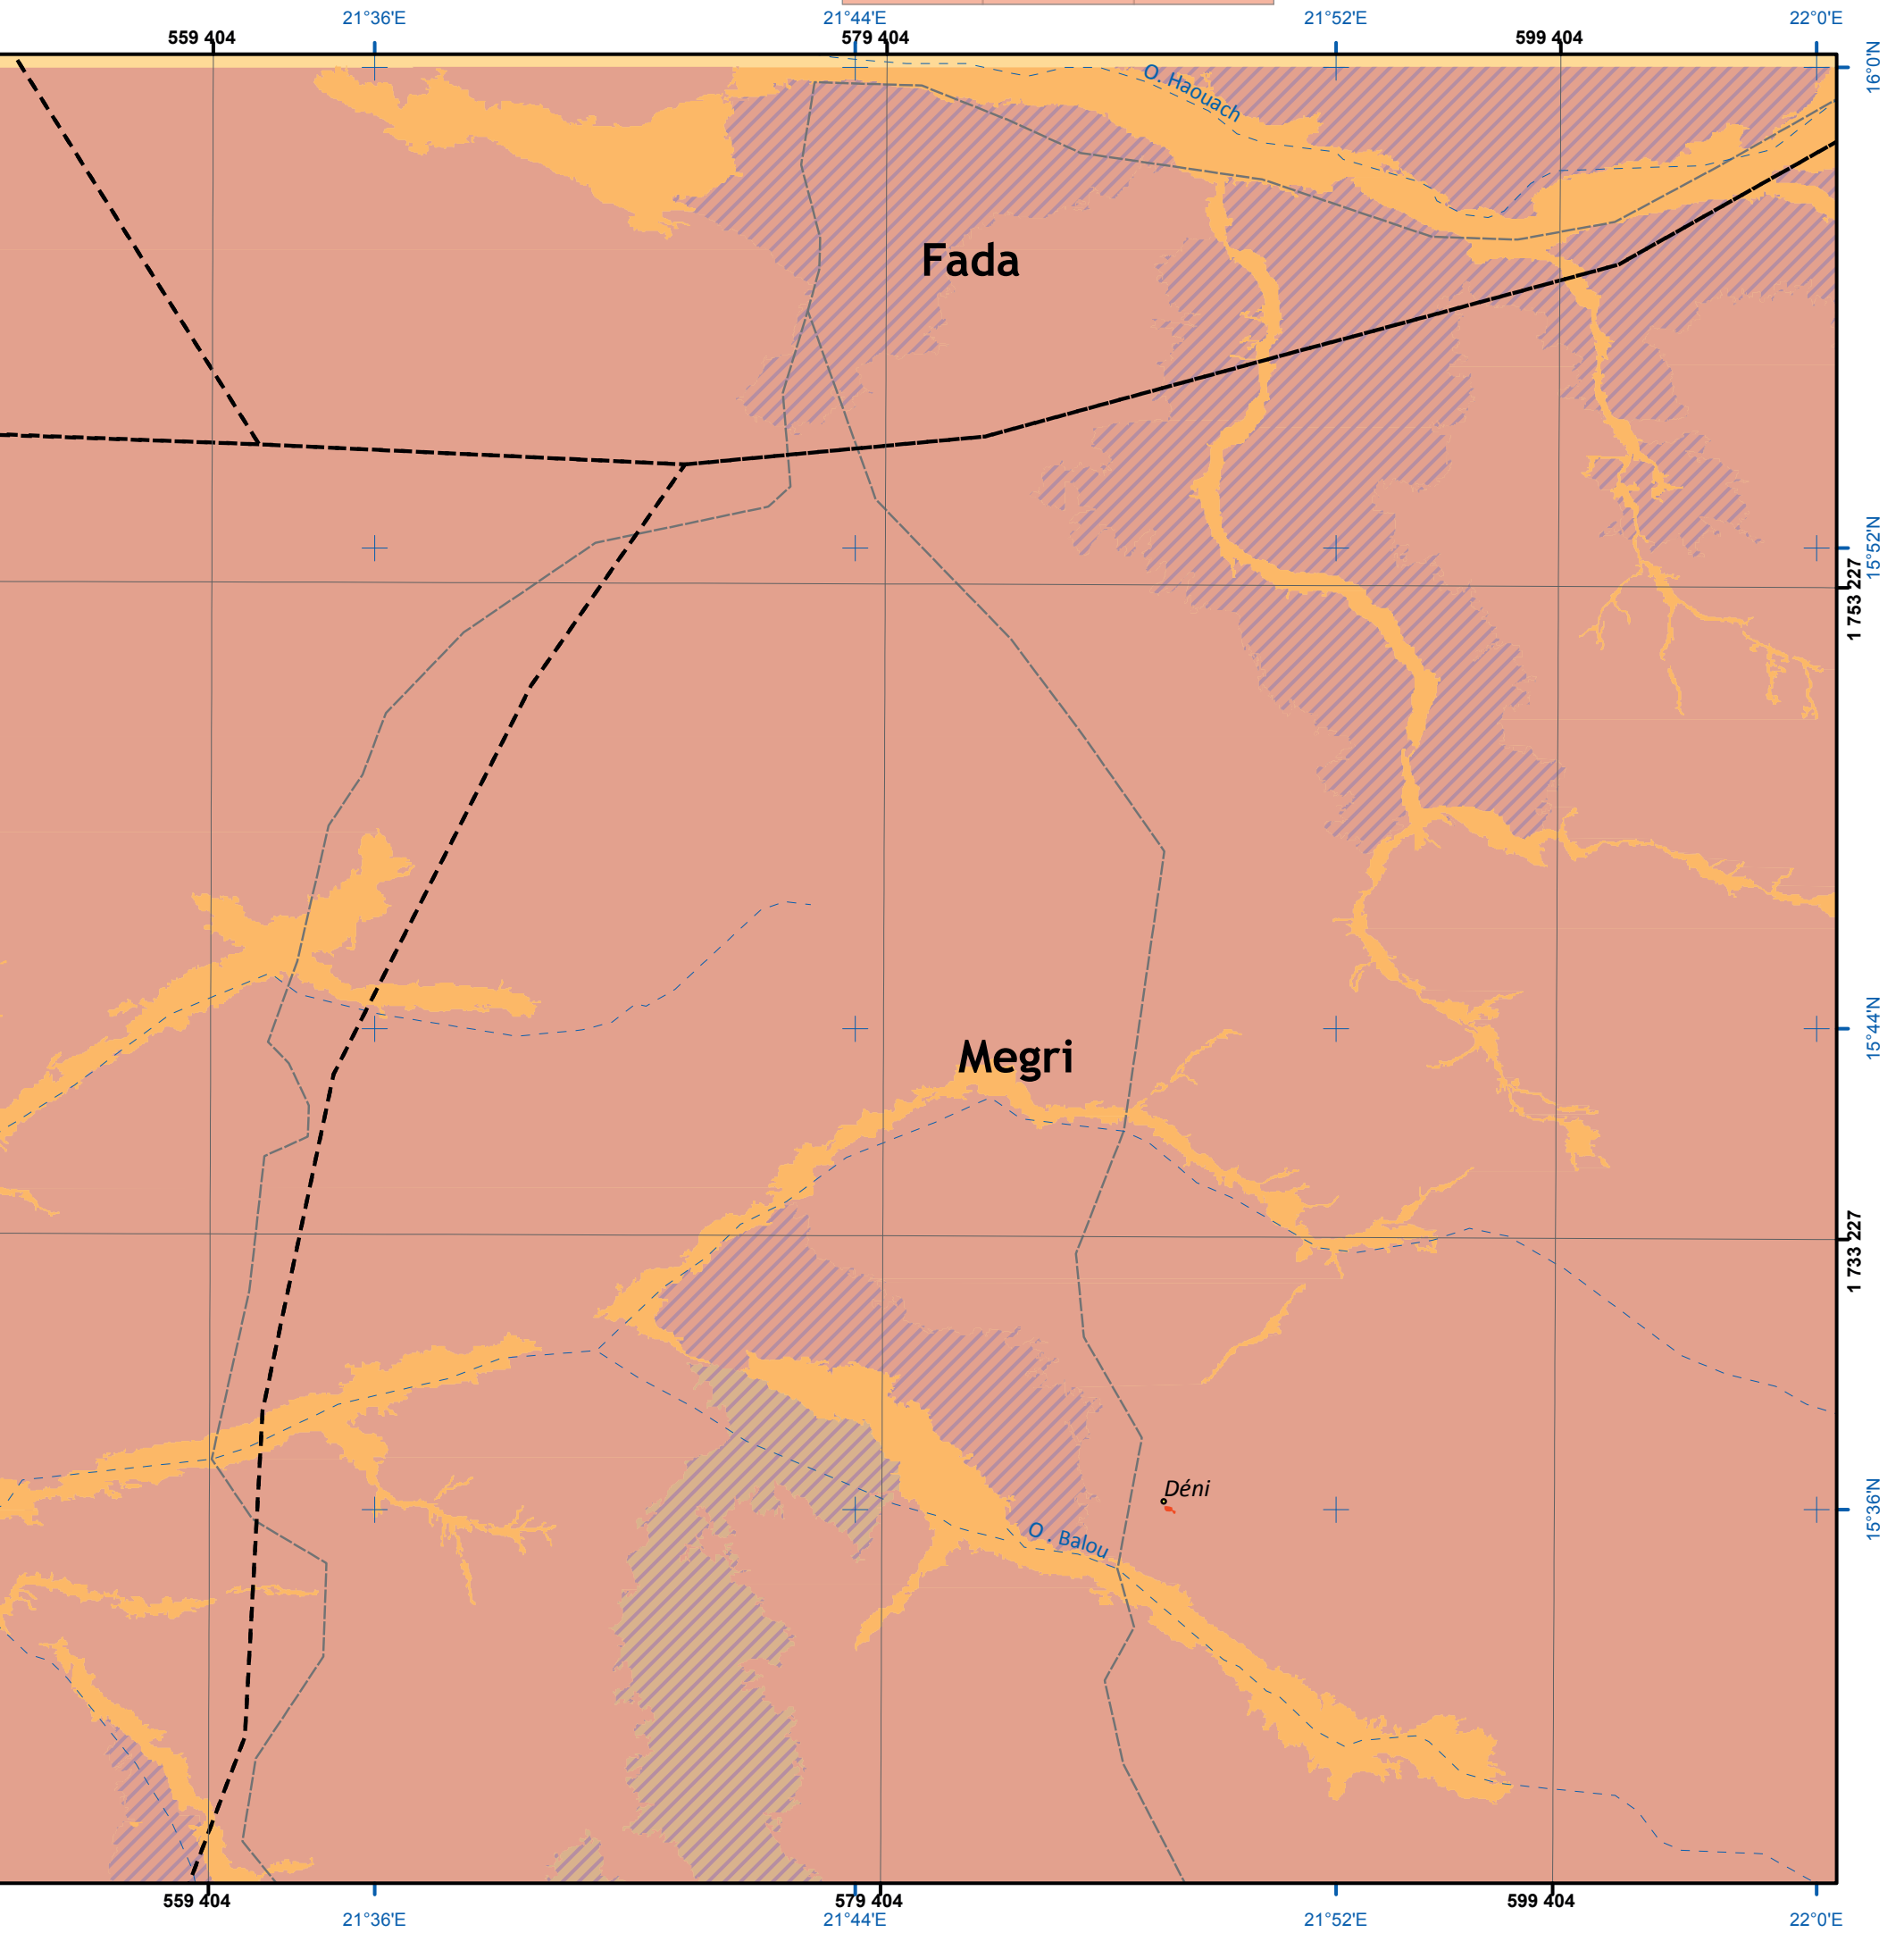 21°36'E 21°44'E 21°52'E 22°0'E
559 404 579 404 599 404
16°0'N
O. Haouach
Fada
15°52'N
1 753 227
15°44'N
Megri
1 733 227
Déni
15°36'N
O . Balou
559 404 579 404 599 404
21°36'E 21°44'E 21°52'E 22°0'E